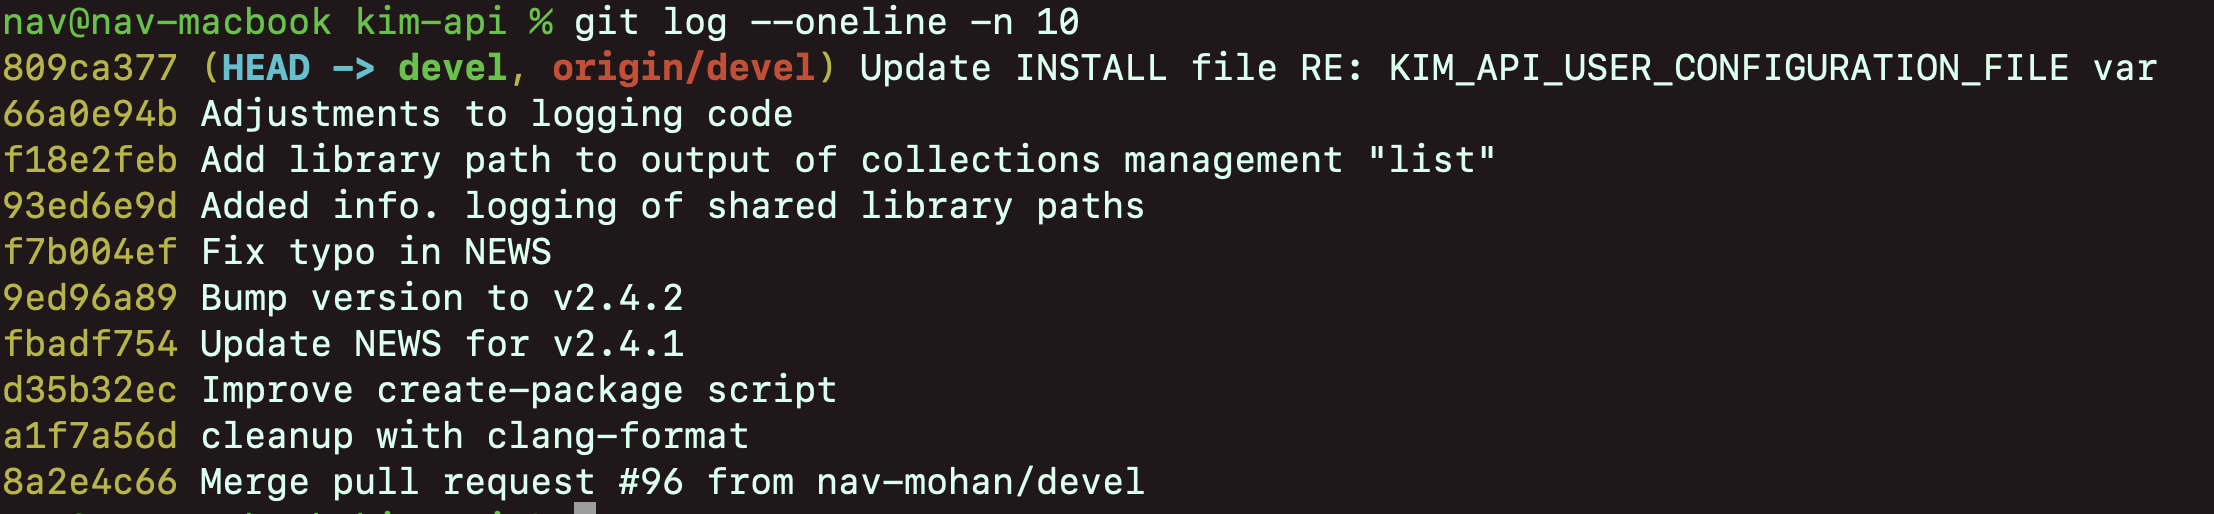 nav@nav-macbook kim-api % git log --oneline -n 10
809ca377 (HEAD -> devel, origin/devel) Update INSTALL file RE: KIM_API_USER_CONFIGURATION_FILE var
66a0e94b Adjustments to logging code
f18e2feb Add library path to output of collections management "list"
93ed6e9d Added info. logging of shared library paths
f7b004ef Fix typo in NEWS
9ed96a89 Bump version to v2.4.2
fbadf754 Update NEWS for v2.4.1
d35b32ec Improve create-package script
a1f7a56d cleanup with clang-format
8a2e4c66 Merge pull request #96 from nav-mohan/devel